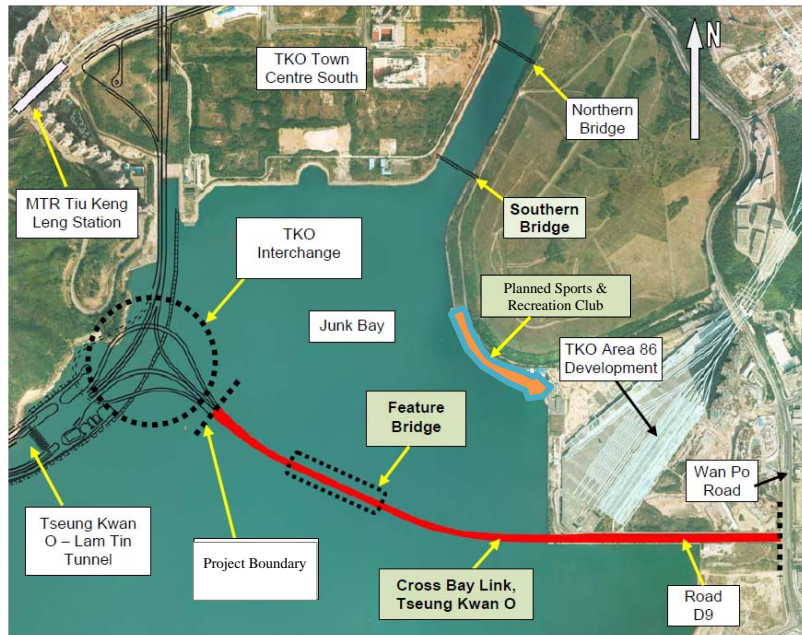 TKO Town
Centre South
N
Northern
Bridge
MTR Tiu Keng
Leng Station
Southern
Bridge
TKO
Interchange
Planned Sports &
Recreation Club
Junk Bay
TKO Area 86
Development
Feature
Bridge
Wan Po
Road
Tseung Kwan
O – Lam Tin
Tunnel
Project Boundary
Cross Bay Link,
Tseung Kwan O
Road
D9